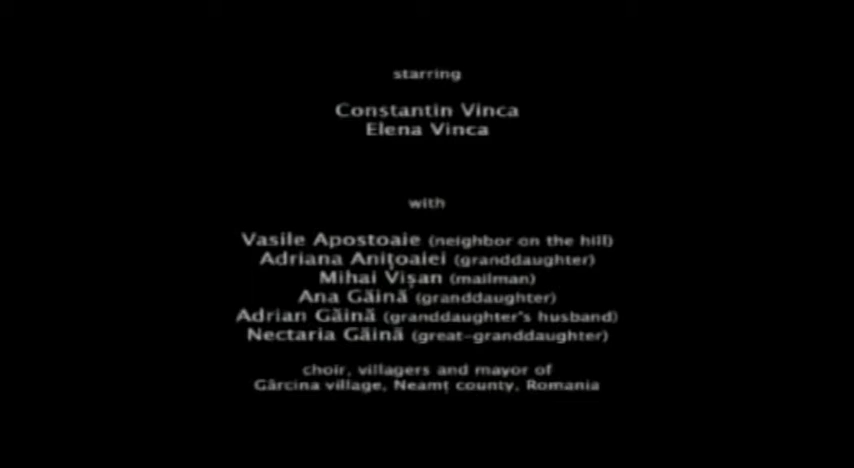 starring
Constantin Vinca
Elena Vinca
with
Vasile Apostoaie (neighbor on the hill)
Adriana Aniţoaiei (granddaughter)
Mihai Vişan (mailman)
Ana Găină (granddaughter)
Adrian Găină (granddaughter's husband)
Nectaria Găină (great-granddaughter)
choir, villagers and mayor of
Gârcina village, Neamţ county, Romania